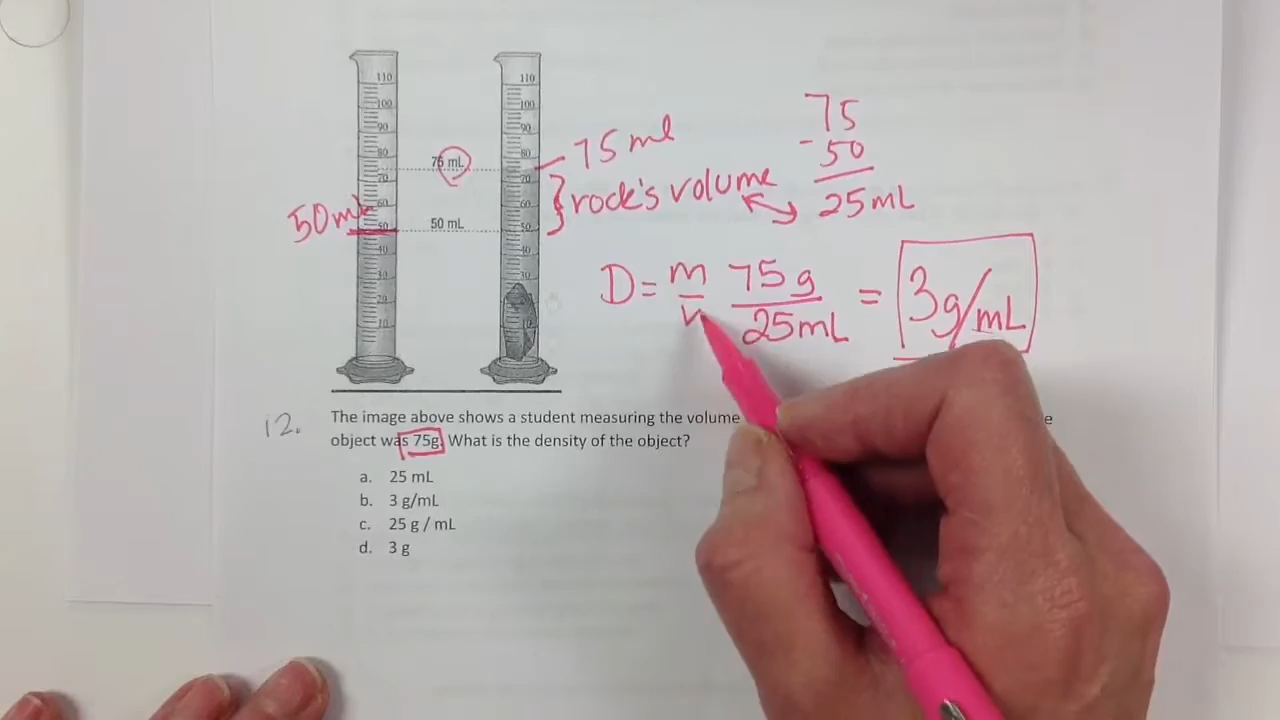 110 110
100 100
90 90
80 80
75 mL
70 70
60 60
50 mL
50 50
40 40
30 30
20 20
10 10
75 ml
50mL
} rock's volume
75
- 50
25mL
D = m/v 75g/25mL = 3g/mL
12.
The image above shows a student measuring the volume
object was 75g. What is the density of the object?
a. 25 mL
b. 3 g/mL
c. 25 g / mL
d. 3 g